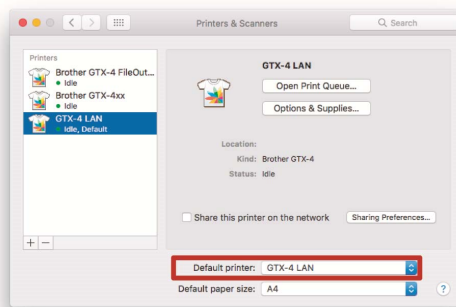 Printers & Scanners
Search
Printers
Brother GTX-4 FileOut...
Idle
Brother GTX-4xx
Idle
GTX-4 LAN
Idle, Default
+ −
GTX-4 LAN
Open Print Queue...
Options & Supplies...
Location:
Kind: Brother GTX-4
Status: Idle
Share this printer on the network
Sharing Preferences...
Default printer: GTX-4 LAN
Default paper size: A4
?